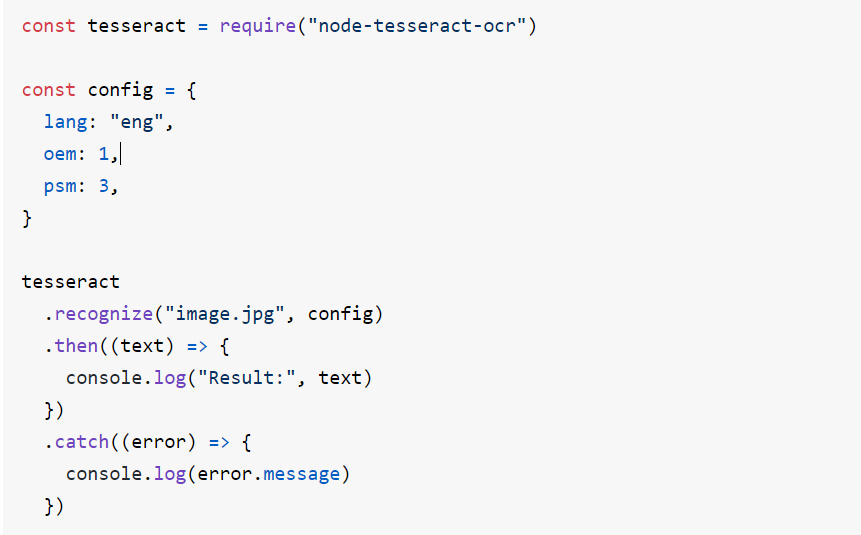 const tesseract = require("node-tesseract-ocr")
const config = {
  lang: "eng",
  oem: 1,
  psm: 3,
}
tesseract
  .recognize("image.jpg", config)
  .then((text) => {
    console.log("Result:", text)
  })
  .catch((error) => {
    console.log(error.message)
  })